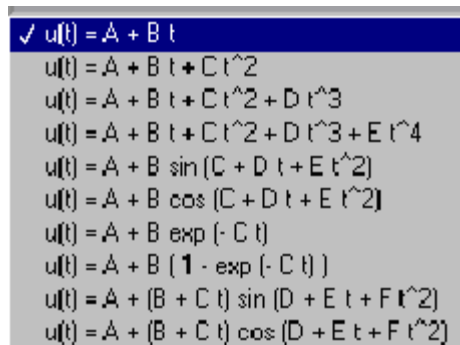 ✓ u(t) = A + B t
u(t) = A + B t + C t^2
u(t) = A + B t + C t^2 + D t^3
u(t) = A + B t + C t^2 + D t^3 + E t^4
u(t) = A + B sin (C + D t + E t^2)
u(t) = A + B cos (C + D t + E t^2)
u(t) = A + B exp (- C t)
u(t) = A + B ( 1 - exp (- C t) )
u(t) = A + (B + C t) sin (D + E t + F t^2)
u(t) = A + (B + C t) cos (D + E t + F t^2)